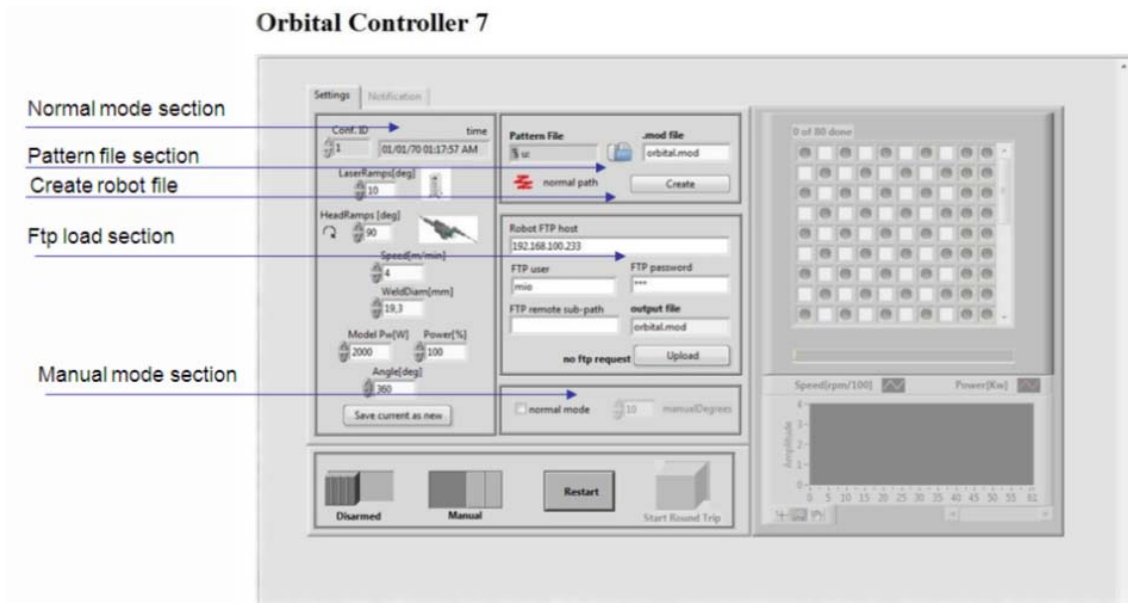 Orbital Controller 7
Normal mode section
Pattern file section
Create robot file
Ftp load section
Manual mode section
Settings Notification
Conf. ID time
1 01/01/70 01:17:57 AM
LaserRamps[deg]
10
HeadRamps [deg]
90
Speed[m/min]
4
WeldDiam[mm]
19,3
Model Pw[W] Power[%]
2000 100
Angle[deg]
360
Save current as new
Pattern File .mod file
orbital.mod
normal path Create
Robot FTP host
192.168.100.233
FTP user FTP password
mio ***
FTP remote sub-path output file
orbital.mod
no ftp request Upload
normal mode 10 manualDegrees
Disarmed Manual Restart Start Round Trip
0 of 80 done
Speed[rpm/100] Power[Kw]
Amplitude
4
3
2
1
0
0 5 10 15 20 25 30 35 40 45 50 55 61